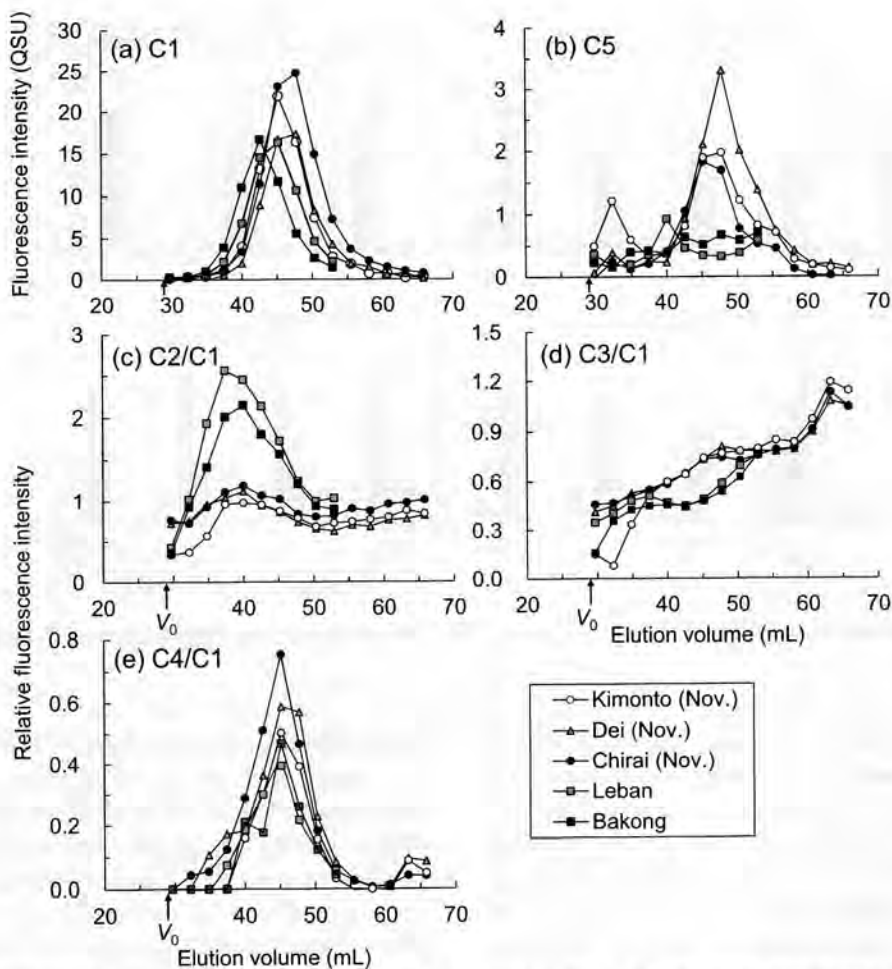 Fluorescence intensity (QSU)
(a) C1
30
25
20
15
10
5
0
20 30 40 50 60 70
(b) C5
4
3
2
1
0
20 30 40 50 60 70
Relative fluorescence intensity
(c) C2/C1
3
2
1
0
20 30 40 50 60 70
V0
(d) C3/C1
1.5
1.2
0.9
0.6
0.3
0.0
20 30 40 50 60 70
V0
Elution volume (mL)
(e) C4/C1
0.8
0.6
0.4
0.2
0.0
20 30 40 50 60 70
V0
Elution volume (mL)
Kimonto (Nov.)
Dei (Nov.)
Chirai (Nov.)
Leban
Bakong